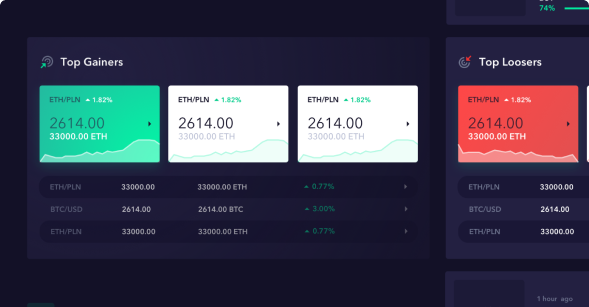 74%
Top Gainers
Top Loosers
ETH/PLN 1.82%
2614.00
33000.00 ETH
ETH/PLN 1.82%
2614.00
33000.00 ETH
ETH/PLN 1.82%
2614.00
33000.00 ETH
ETH/PLN 1.82%
2614.00
33000.00 ETH
ETH/PLN 33000.00 33000.00 ETH 0.77%
BTC/USD 2614.00 2614.00 BTC 3.00%
ETH/PLN 33000.00 33000.00 ETH 0.77%
ETH/PLN 33000.00
BTC/USD 2614.00
ETH/PLN 33000.00
1 hour ago